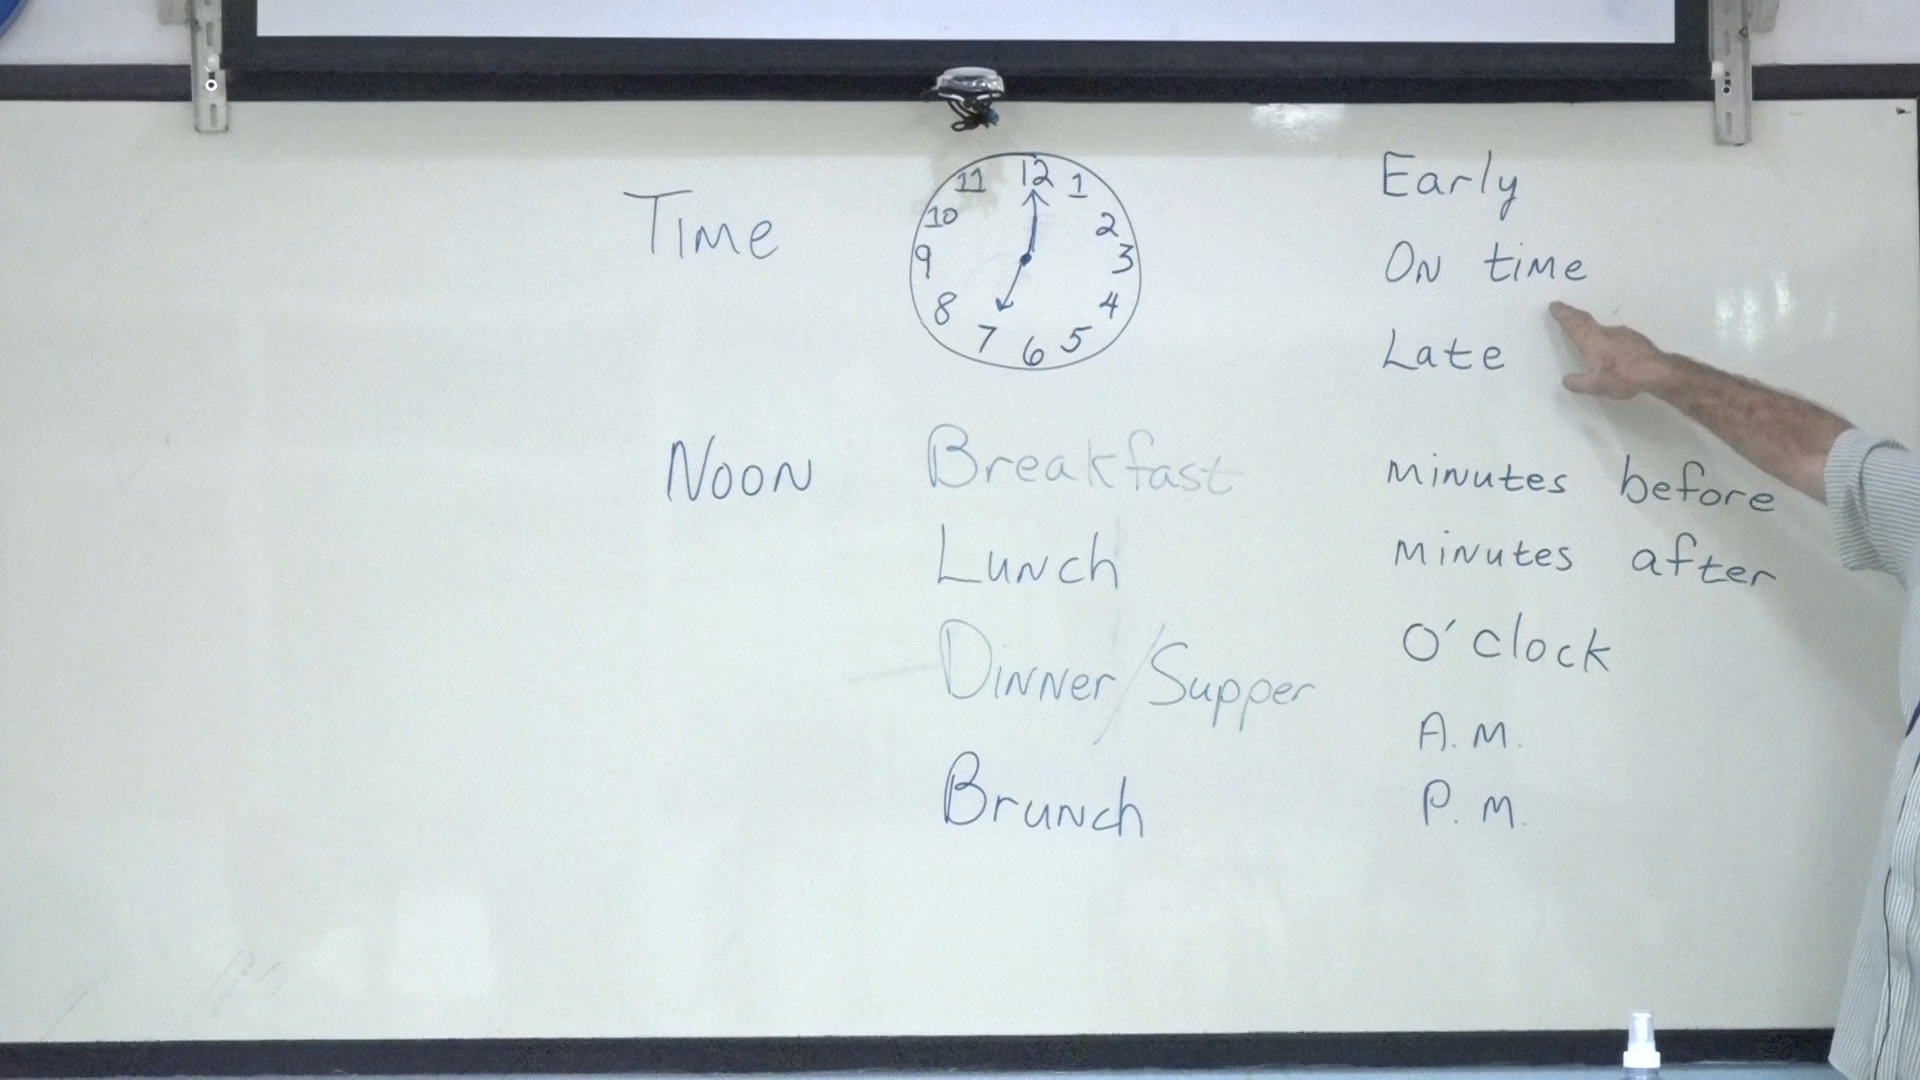 Time
12
1
2
3
4
5
6
7
8
9
10
11
Noon
Breakfast
Lunch
Dinner/Supper
Brunch
Early
On time
Late
minutes before
minutes after
O'clock
A.M.
P.M.